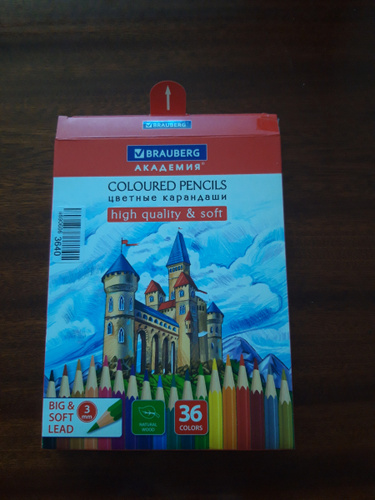 BRAUBERG
BRAUBERG
АКАДЕМИЯ
COLOURED PENCILS
цветные карандаши
high quality & soft
3640
BIG &
SOFT
LEAD
3
mm
NATURAL
WOOD
36
COLORS